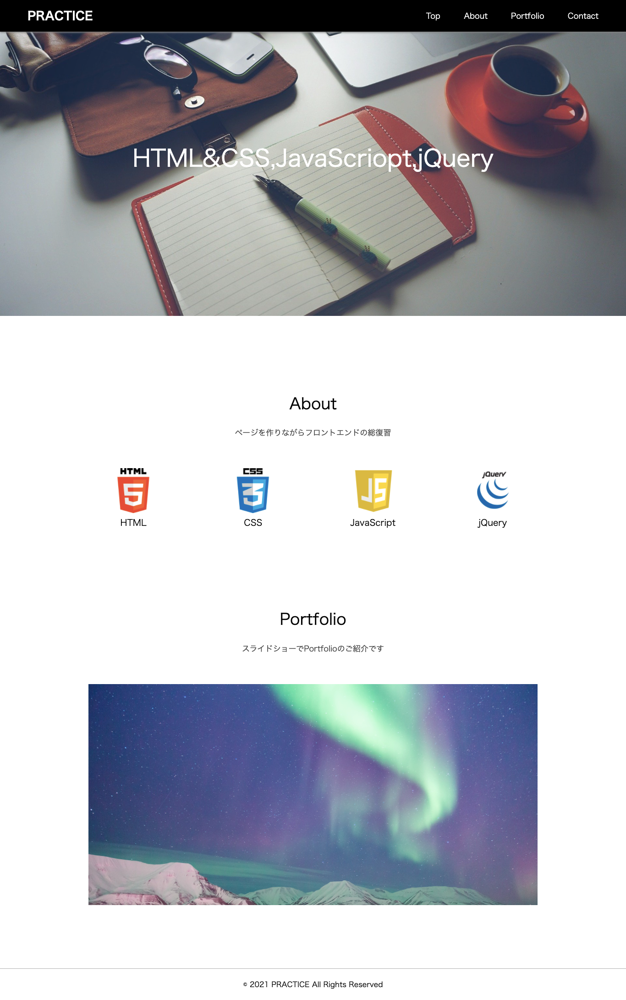 PRACTICE
Top About Portfolio Contact
HTML&CSS,JavaScriopt,jQuery
About
ページを作りながらフロントエンドの総復習
HTML CSS JS jQuery
5 3
HTML CSS JavaScript jQuery
Portfolio
スライドショーでPortfolioのご紹介です
© 2021 PRACTICE All Rights Reserved